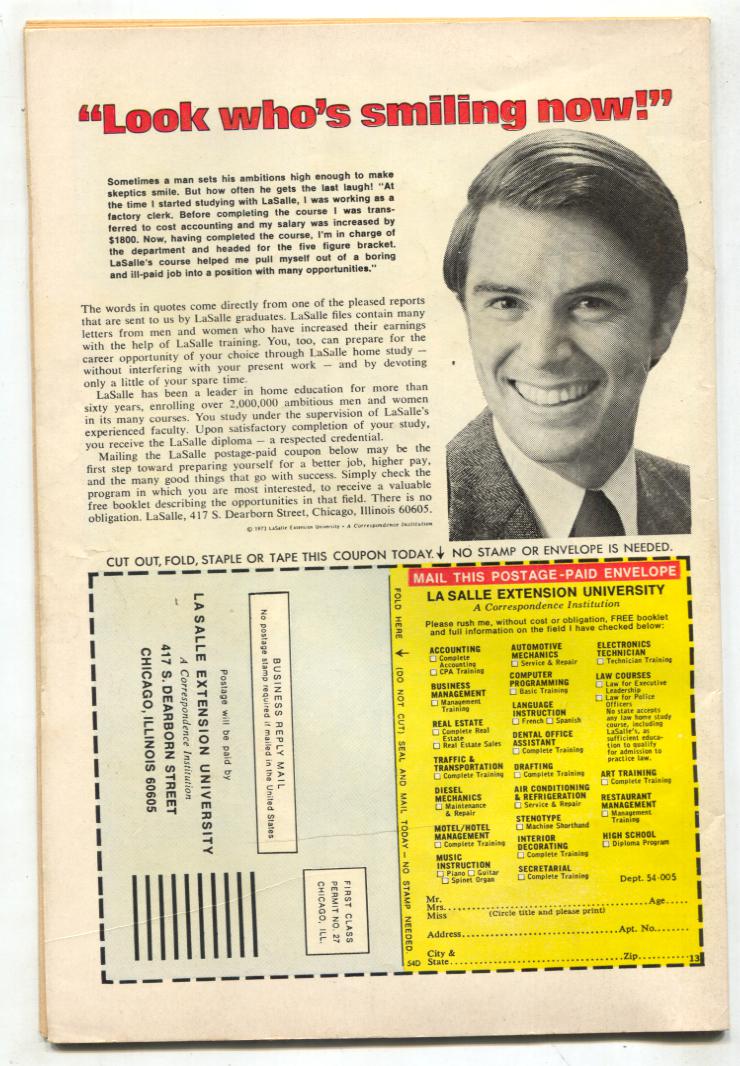 “Look who's smiling now!”
Sometimes a man sets his ambitions high enough to make
skeptics smile. But how often he gets the last laugh! "At
the time I started studying with LaSalle, I was working as a
factory clerk. Before completing the course I was trans-
ferred to cost accounting and my salary was increased by
$1800. Now, having completed the course, I'm in charge of
the department and headed for the five figure bracket.
LaSalle's course helped me pull myself out of a boring
and ill-paid job into a position with many opportunities."
The words in quotes come directly from one of the pleased reports
that are sent to us by LaSalle graduates. LaSalle files contain many
letters from men and women who have increased their earnings
with the help of LaSalle training. You, too, can prepare for the
career opportunity of your choice through LaSalle home study —
without interfering with your present work — and by devoting
only a little of your spare time.
LaSalle has been a leader in home education for more than
sixty years, enrolling over 2,000,000 ambitious men and women
in its many courses. You study under the supervision of LaSalle's
experienced faculty. Upon satisfactory completion of your study,
you receive the LaSalle diploma — a respected credential.
Mailing the LaSalle postage-paid coupon below may be the
first step toward preparing yourself for a better job, higher pay,
and the many good things that go with success. Simply check the
program in which you are most interested, to receive a valuable
free booklet describing the opportunities in that field. There is no
obligation. LaSalle, 417 S. Dearborn Street, Chicago, Illinois 60605.
© 1973 LaSalle Extension University • A Correspondence Institution
CUT OUT, FOLD, STAPLE OR TAPE THIS COUPON TODAY. ↓ NO STAMP OR ENVELOPE IS NEEDED.
FIRST CLASS
PERMIT NO. 27
CHICAGO, ILL.
BUSINESS REPLY MAIL
No postage stamp required if mailed in the United States
Postage will be paid by
LA SALLE EXTENSION UNIVERSITY
A Correspondence Institution
417 S. DEARBORN STREET
CHICAGO, ILLINOIS 60605
FOLD HERE ↓ (DO NOT CUT) SEAL AND MAIL TODAY – NO STAMP NEEDED.
MAIL THIS POSTAGE-PAID ENVELOPE
LA SALLE EXTENSION UNIVERSITY
A Correspondence Institution
Please rush me, without cost or obligation, FREE booklet
and full information on the field I have checked below:
ACCOUNTING
☐ Complete
Accounting
☐ CPA Training
BUSINESS
MANAGEMENT
☐ Management
Training
REAL ESTATE
☐ Complete Real
Estate
☐ Real Estate Sales
TRAFFIC &
TRANSPORTATION
☐ Complete Training
DIESEL
MECHANICS
☐ Maintenance
& Repair
MOTEL/HOTEL
MANAGEMENT
☐ Complete Training
MUSIC
INSTRUCTION
☐ Piano ☐ Guitar
☐ Spinet Organ
AUTOMOTIVE
MECHANICS
☐ Service & Repair
COMPUTER
PROGRAMMING
☐ Basic Training
LANGUAGE
INSTRUCTION
☐ French ☐ Spanish
DENTAL OFFICE
ASSISTANT
☐ Complete Training
DRAFTING
☐ Complete Training
AIR CONDITIONING
& REFRIGERATION
☐ Service & Repair
STENOTYPE
☐ Machine Shorthand
INTERIOR
DECORATING
☐ Complete Training
SECRETARIAL
☐ Complete Training
ELECTRONICS
TECHNICIAN
☐ Technician Training
LAW COURSES
☐ Law for Executive
Leadership
☐ Law for Police
Officers
No state accepts
any law home study
course, including
LaSalle's, as
sufficient educa-
tion to qualify
for admission to
practice law.
ART TRAINING
☐ Complete Training
RESTAURANT
MANAGEMENT
☐ Management
Training
HIGH SCHOOL
☐ Diploma Program
Dept. 54-005
Mr.
Mrs. Age
Miss (Circle title and please print)
Address Apt. No.
City &
State Zip
54D
13